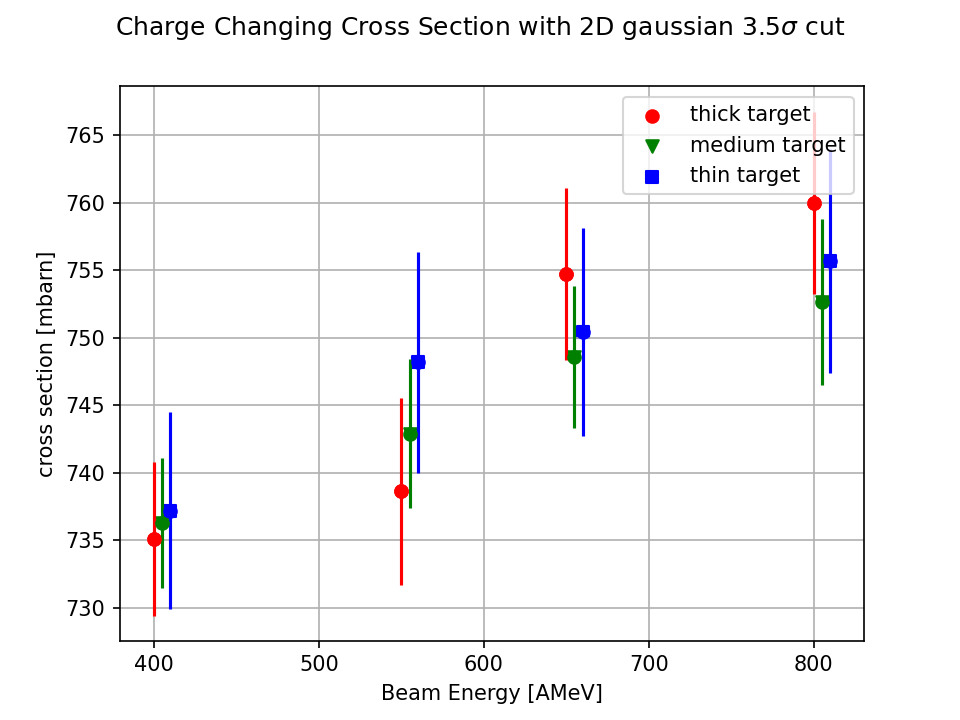 Charge Changing Cross Section with 2D gaussian 3.5σ cut
thick target
medium target
thin target
765
760
755
750
745
740
735
730
cross section [mbarn]
400 500 600 700 800
Beam Energy [AMeV]